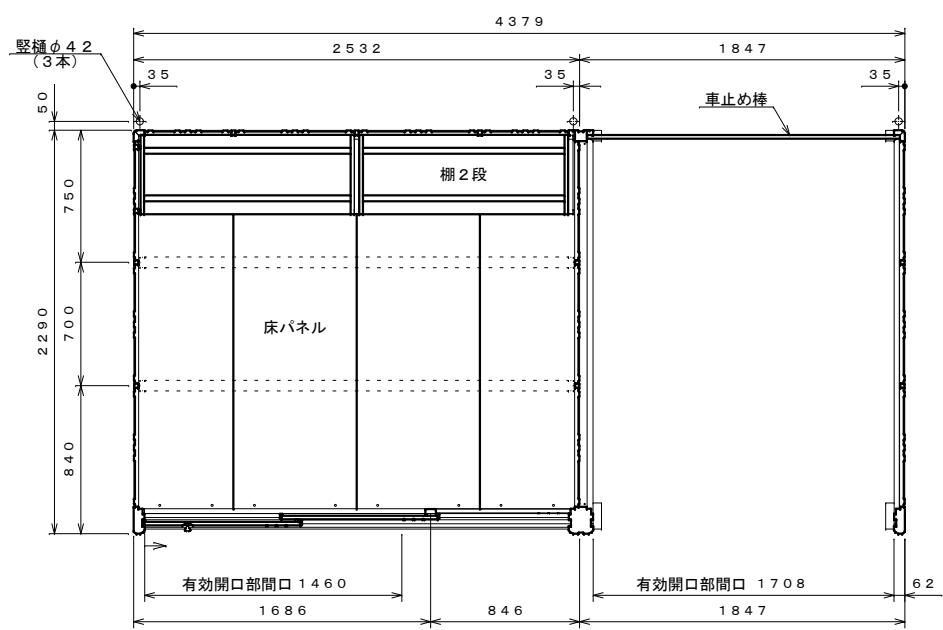 4379
竪樋φ42
(3本)
2532
1847
35
35
35
50
車止め棒
棚2段
750
床パネル
700
2290
840
有効開口部間口 1460
有効開口部間口 1708
62
1686
846
1847